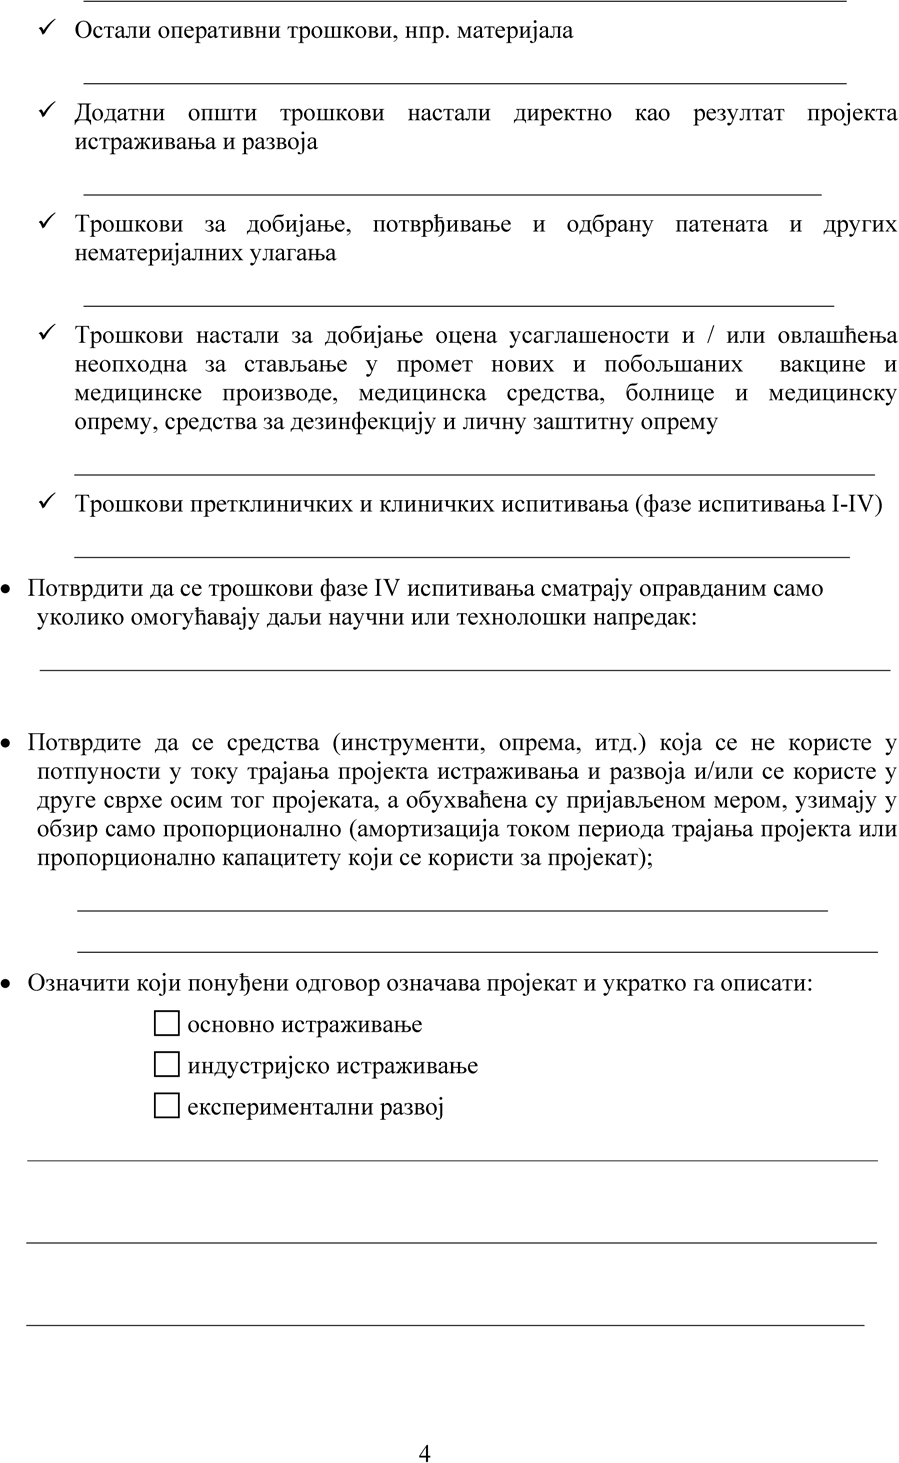 ✓ Остали оперативни трошкови, нпр. материјала
✓ Додатни општи трошкови настали директно као резултат пројекта
истраживања и развоја
✓ Трошкови за добијање, потврђивање и одбрану патената и других
нематеријалних улагања
✓ Трошкови настали за добијање оцена усаглашености и / или овлашћења
неопходна за стављање у промет нових и побољшаних вакцине и
медицинске производе, медицинска средства, болнице и медицинску
опрему, средства за дезинфекцију и личну заштитну опрему
✓ Трошкови претклиничких и клиничких испитивања (фазе испитивања I-IV)
• Потврдити да се трошкови фазе IV испитивања сматрају оправданим само
уколико омогућавају даљи научни или технолошки напредак:
• Потврдите да се средства (инструменти, опрема, итд.) која се не користе у
потпуности у току трајања пројекта истраживања и развоја и/или се користе у
друге сврхе осим тог пројеката, а обухваћена су пријављеном мером, узимају у
обзир само пропорционално (амортизација током периода трајања пројекта или
пропорционално капацитету који се користи за пројекат);
• Означити који понуђени одговор означава пројекат и укратко га описати:
основно истраживање
индустријско истраживање
експериментални развој
4